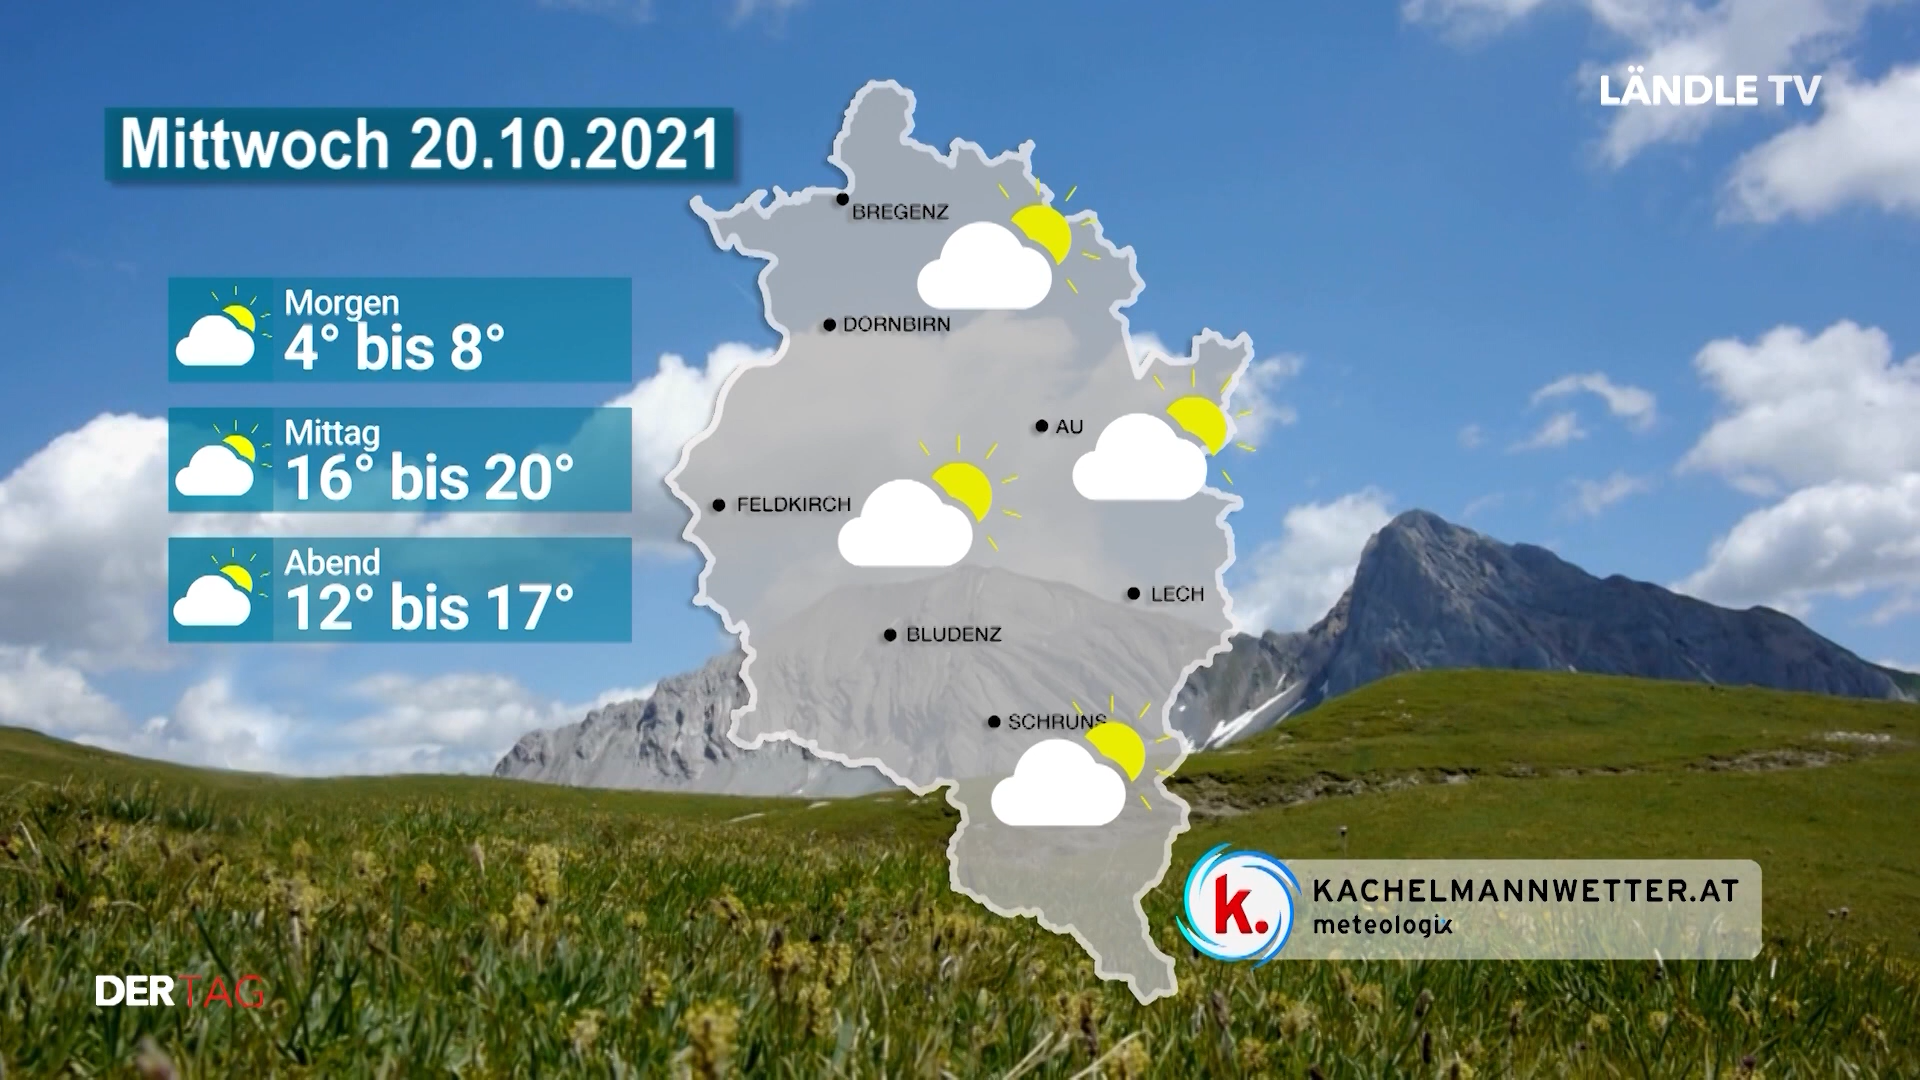 LÄNDLE TV
Mittwoch 20.10.2021
BREGENZ
Morgen
4° bis 8°
DORNBIRN
Mittag
16° bis 20°
AU
FELDKIRCH
Abend
12° bis 17°
LECH
BLUDENZ
SCHRUNS
k.
KACHELMANNWETTER.AT
meteologix
DERTAG